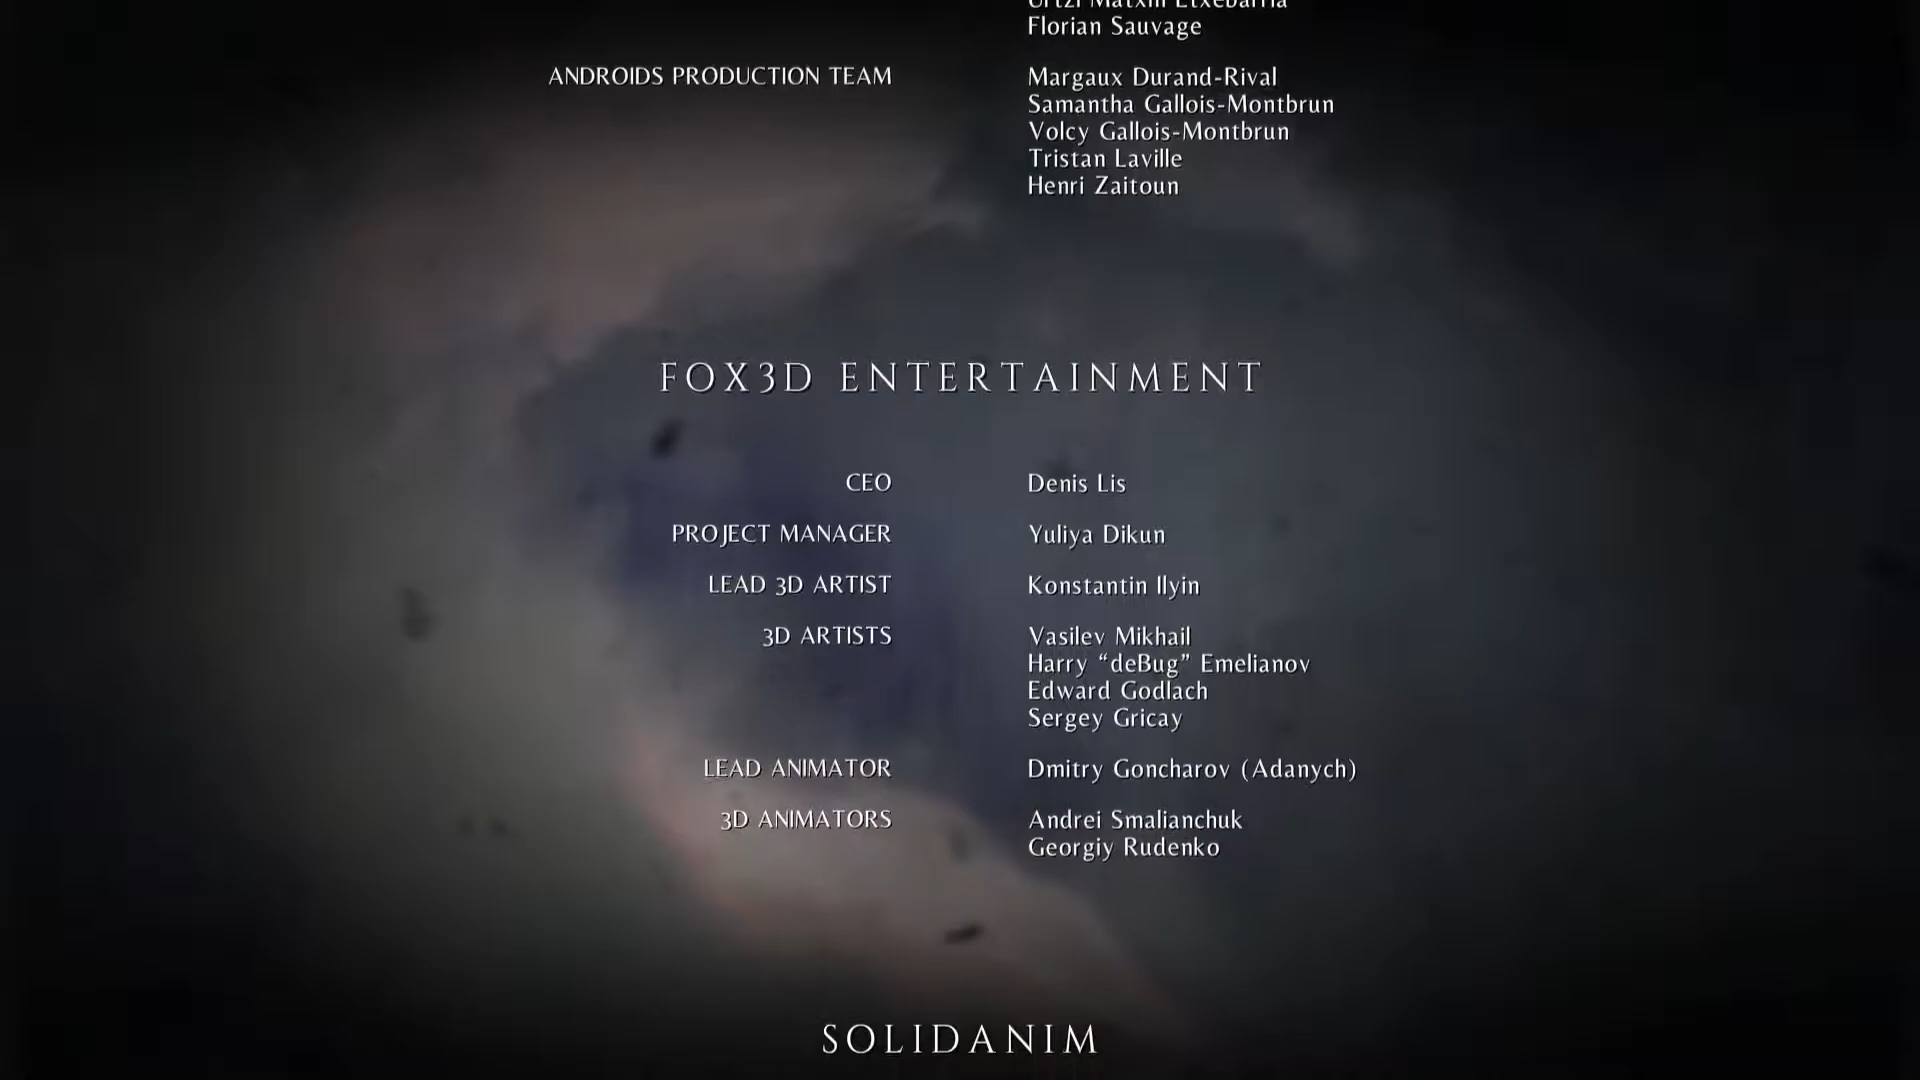 Florian Sauvage
ANDROIDS PRODUCTION TEAM Margaux Durand-Rival
Samantha Gallois-Montbrun
Volcy Gallois-Montbrun
Tristan Laville
Henri Zaitoun
FOX3D ENTERTAINMENT
CEO Denis Lis
PROJECT MANAGER Yuliya Dikun
LEAD 3D ARTIST Konstantin Ilyin
3D ARTISTS Vasilev Mikhail
Harry “deBug” Emelianov
Edward Godlach
Sergey Gricay
LEAD ANIMATOR Dmitry Goncharov (Adanych)
3D ANIMATORS Andrei Smalianchuk
Georgiy Rudenko
SOLIDANIM